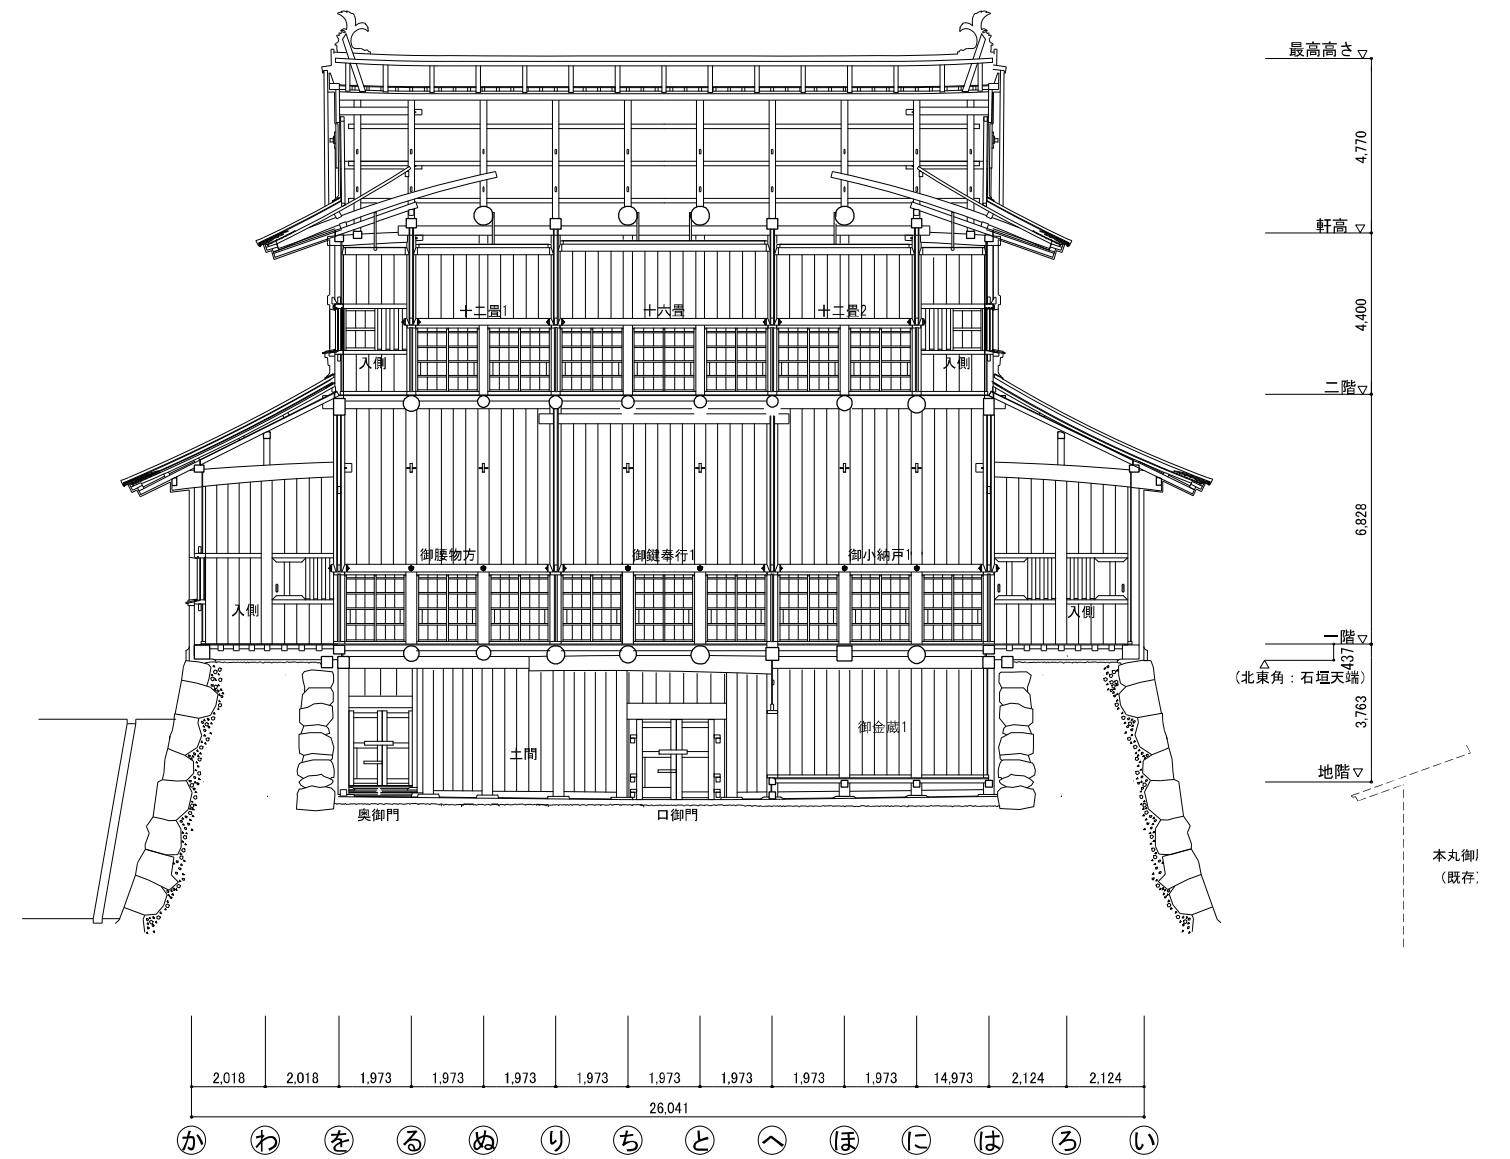 最高高さ
4,770
軒高
4,400
十二畳1
十六畳
十二畳2
入側
入側
二階
6,828
御腰物方
御鍵奉行1
御小納戸1
入側
入側
一階
437
(北東角：石垣天端)
3,763
御金蔵1
土間
地階
奥御門
口御門
本丸御
(既存)
2,018 2,018 1,973 1,973 1,973 1,973 1,973 1,973 1,973 1,973 14,973 2,124 2,124
26,041
か わ を る ぬ り ち と へ ほ に は ろ い